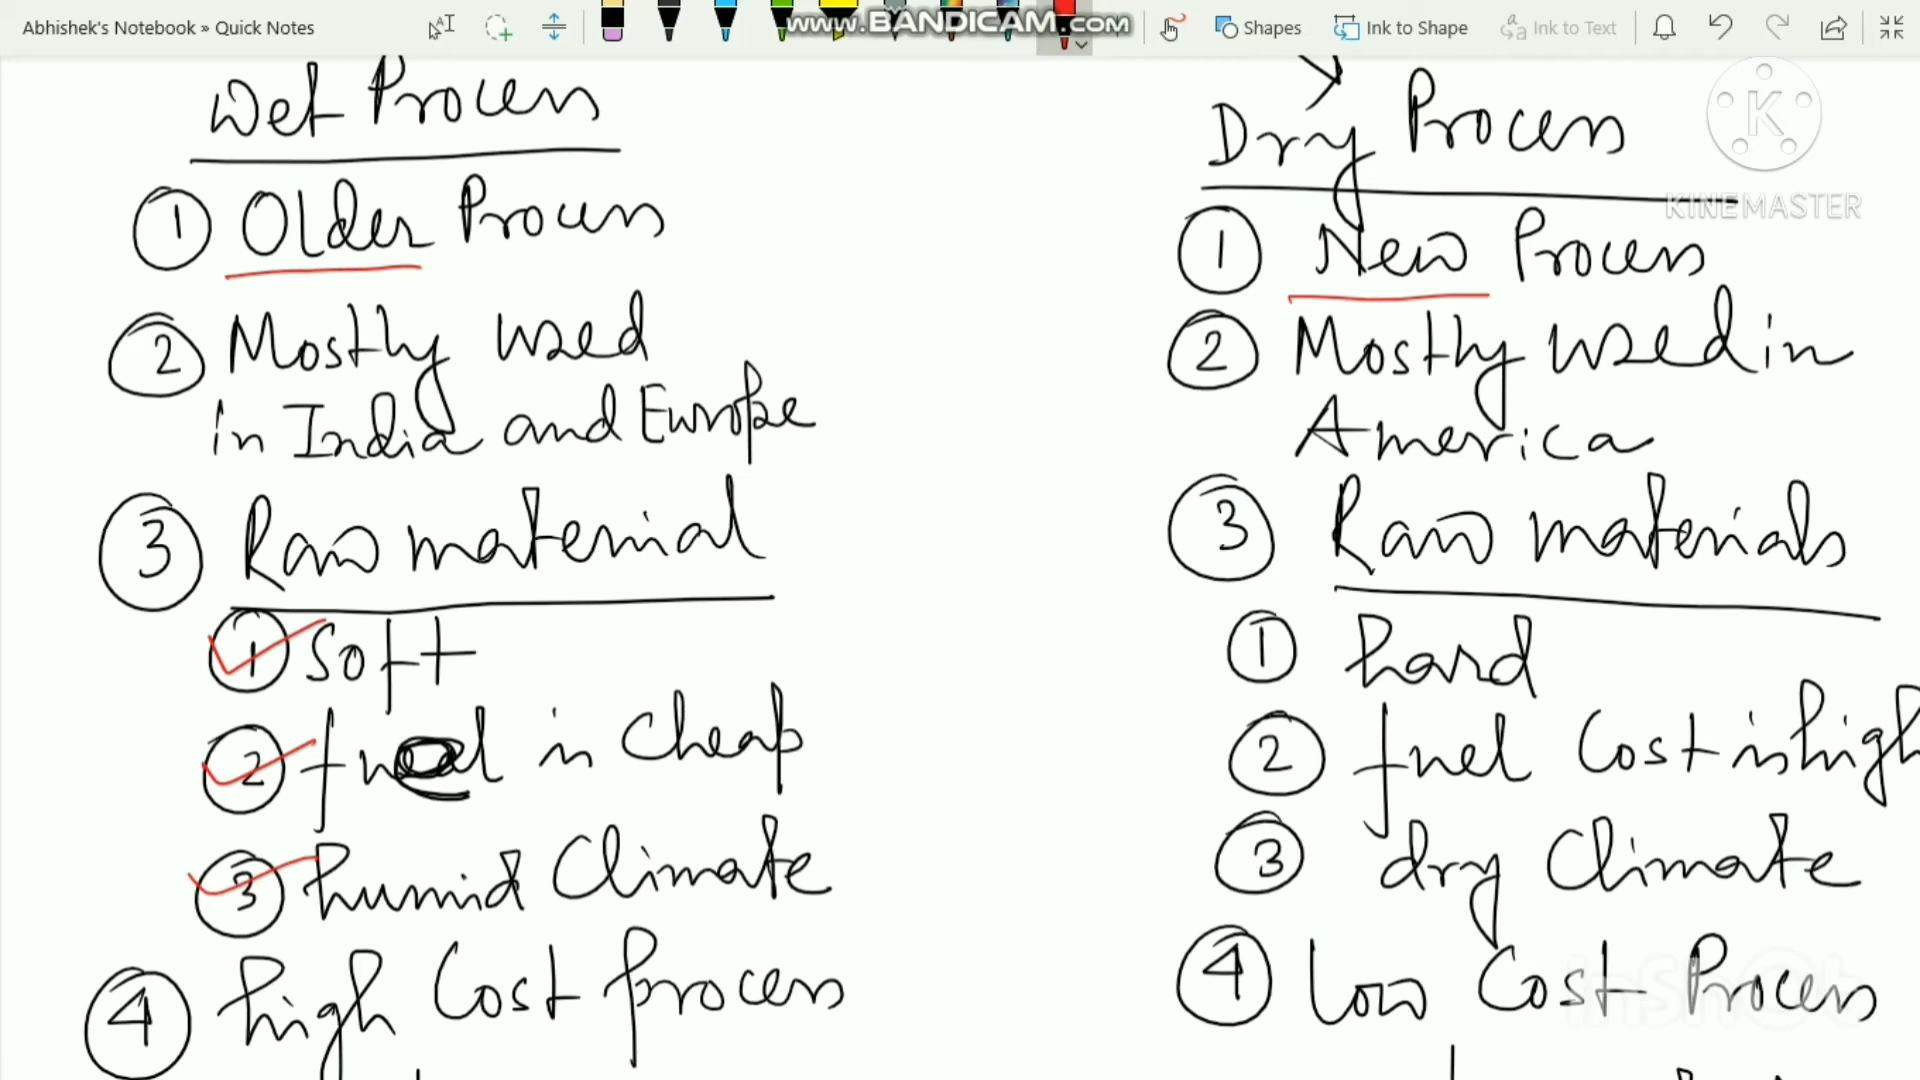 Abhishek's Notebook » Quick Notes
www.BANDICAM.com
Shapes
Ink to Shape
Ink to Text
K
KINEMASTER
Wet Process
1 Older Process
2 Mostly used
in India and Europe
3 Raw material
1 Soft
2 fuel is cheap
3 humid Climate
4 high Cost process
Dry Process
1 New Process
2 Mostly used in
America
3 Raw materials
1 hard
2 fuel Cost is high
3 dry Climate
4 low Cost Process
InShOt